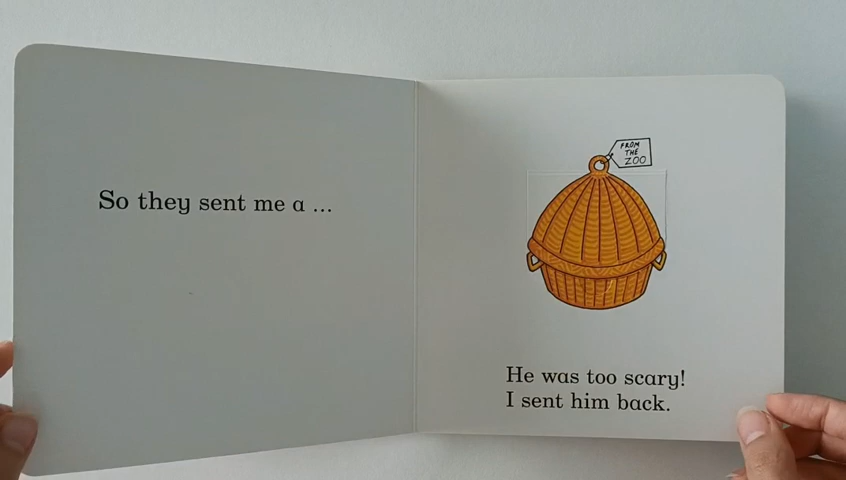 So they sent me a ...
FROM
THE
ZOO
He was too scary!
I sent him back.